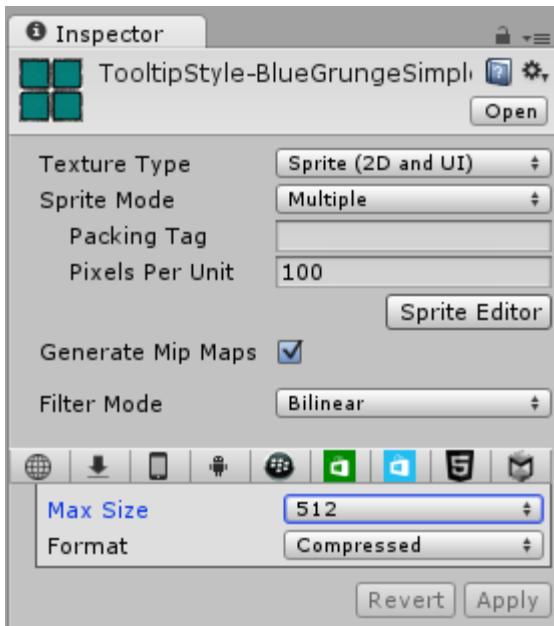 Inspector
TooltipStyle-BlueGrungeSimpl
Open
Texture Type Sprite (2D and UI)
Sprite Mode Multiple
Packing Tag
Pixels Per Unit 100
Sprite Editor
Generate Mip Maps
Filter Mode Bilinear
Max Size 512
Format Compressed
Revert Apply